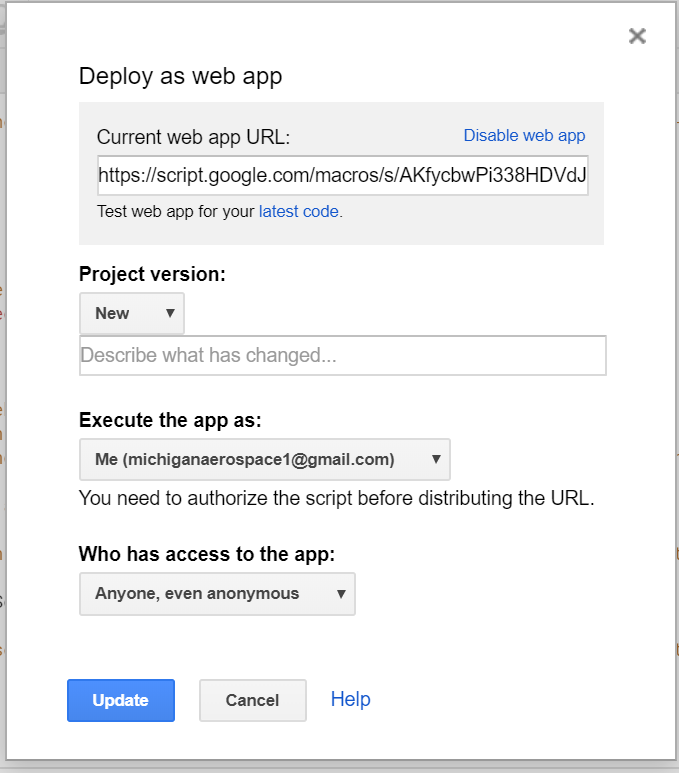 Deploy as web app
Current web app URL:
Disable web app
https://script.google.com/macros/s/AKfycbwPi338HDVdJ
Test web app for your latest code.
Project version:
New
Describe what has changed...
Execute the app as:
Me (michiganaerospace1@gmail.com)
You need to authorize the script before distributing the URL.
Who has access to the app:
Anyone, even anonymous
Update
Cancel
Help